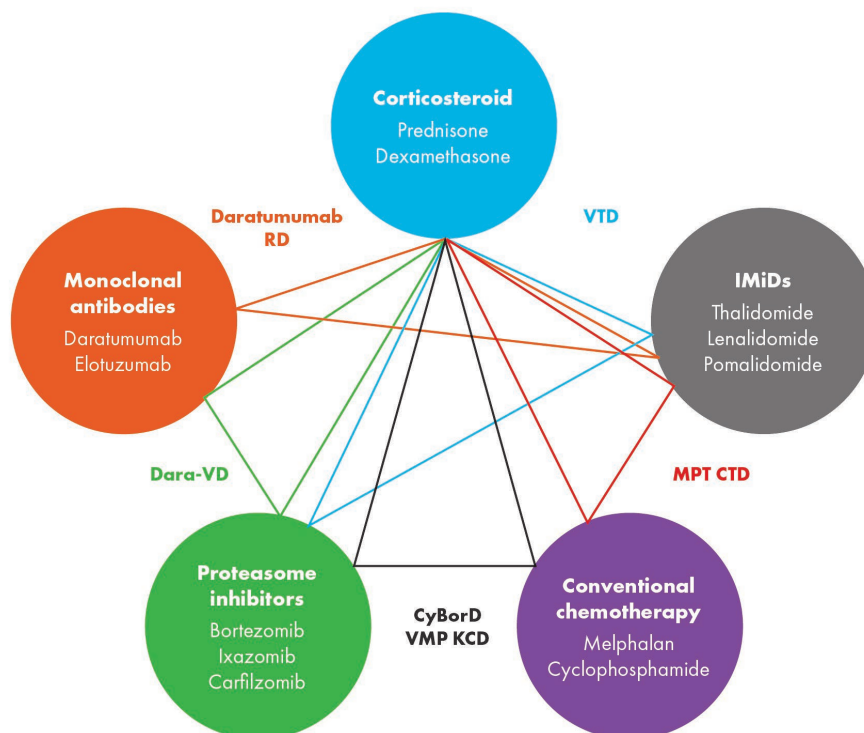 Corticosteroid
Prednisone
Dexamethasone
Daratumumab
RD
VTD
Monoclonal
antibodies
Daratumumab
Elotuzumab
IMiDs
Thalidomide
Lenalidomide
Pomalidomide
Dara-VD
MPT CTD
Proteasome
inhibitors
Bortezomib
Ixazomib
Carfilzomib
CyBorD
VMP KCD
Conventional
chemotherapy
Melphalan
Cyclophosphamide